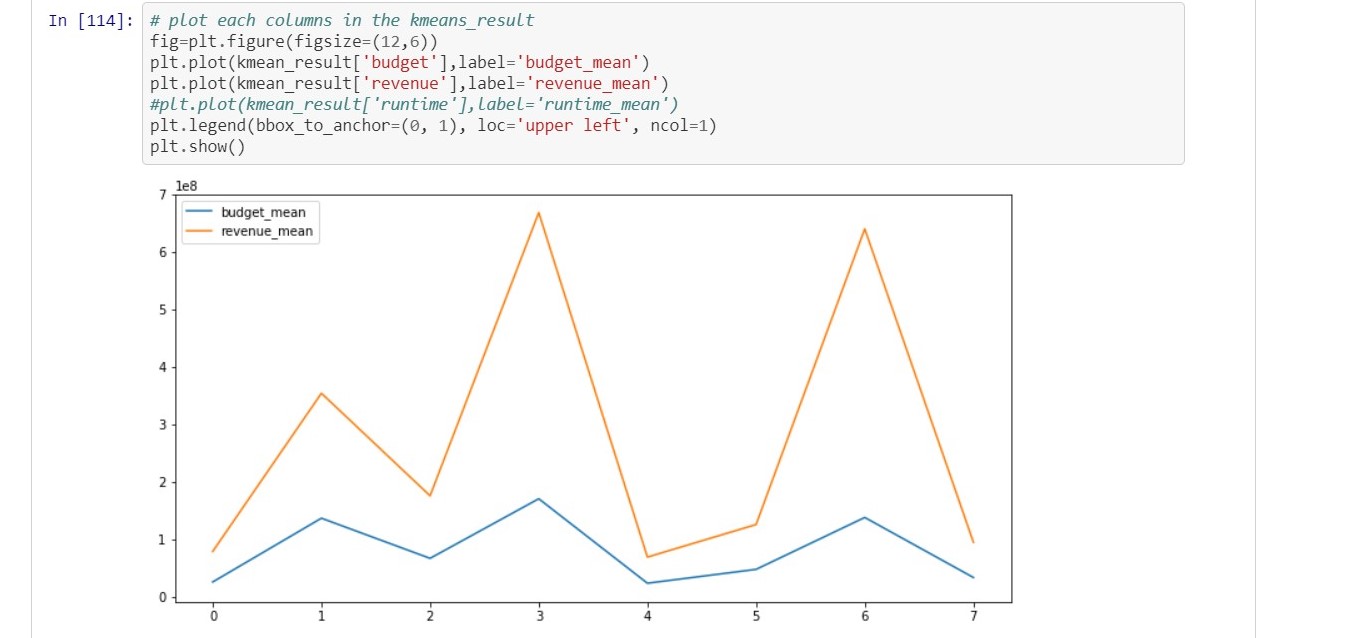 In [114]: # plot each columns in the kmeans_result
fig=plt.figure(figsize=(12,6))
plt.plot(kmean_result['budget'],label='budget_mean')
plt.plot(kmean_result['revenue'],label='revenue_mean')
#plt.plot(kmean_result['runtime'],label='runtime_mean')
plt.legend(bbox_to_anchor=(0, 1), loc='upper left', ncol=1)
plt.show()
1e8
7
budget_mean
revenue_mean
6
5
4
3
2
1
0
0 1 2 3 4 5 6 7